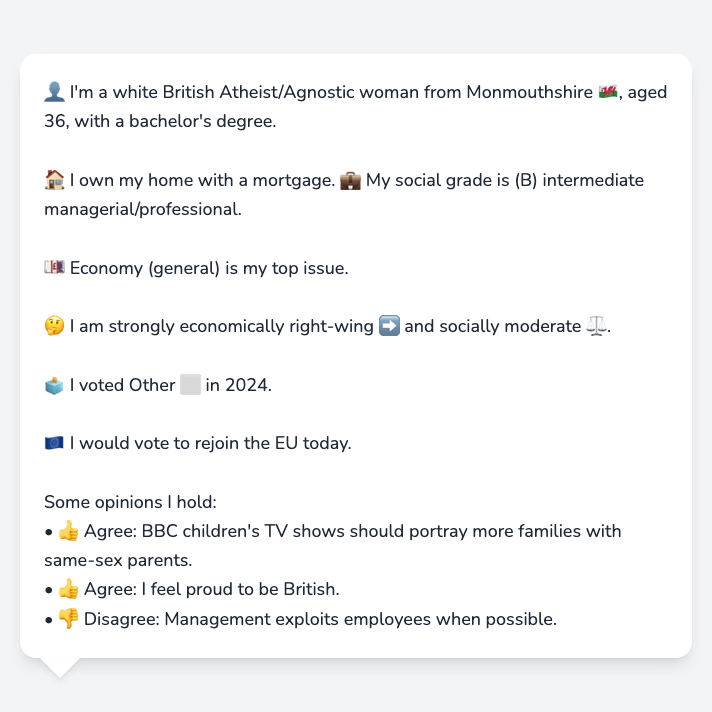 👤 I'm a white British Atheist/Agnostic woman from Monmouthshire 🏴󠁧󠁢󠁷󠁬󠁳󠁿, aged
36, with a bachelor's degree.
🏠 I own my home with a mortgage. 💼 My social grade is (B) intermediate
managerial/professional.
💷 Economy (general) is my top issue.
🤔 I am strongly economically right-wing ➡️ and socially moderate ⚖️.
🗳️ I voted Other ⬜ in 2024.
🇪🇺 I would vote to rejoin the EU today.
Some opinions I hold:
• 👍 Agree: BBC children's TV shows should portray more families with
same-sex parents.
• 👍 Agree: I feel proud to be British.
• 👎 Disagree: Management exploits employees when possible.